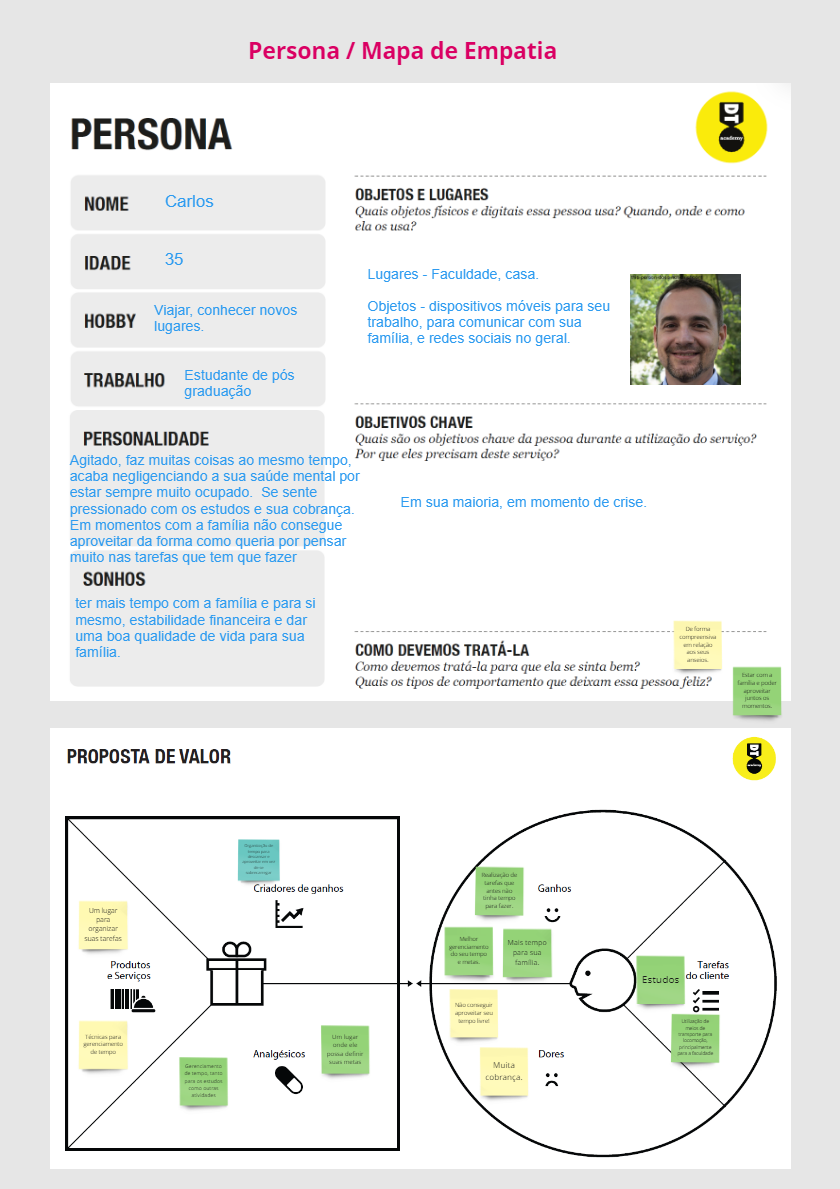 Persona / Mapa de Empatia
PERSONA
DT
academy
NOME
Carlos
IDADE
35
HOBBY
Viajar, conhecer novos
lugares.
TRABALHO
Estudante de pós
graduação
PERSONALIDADE
Agitado, faz muitas coisas ao mesmo tempo,
acaba negligenciando a sua saúde mental por
estar sempre muito ocupado. Se sente
pressionado com os estudos e sua cobrança.
Em momentos com a família não consegue
aproveitar da forma como queria por pensar
muito nas tarefas que tem que fazer
SONHOS
ter mais tempo com a família e para si
mesmo, estabilidade financeira e dar
uma boa qualidade de vida para sua
família.
OBJETOS E LUGARES
Quais objetos físicos e digitais essa pessoa usa? Quando, onde e como
ela os usa?
Lugares - Faculdade, casa.
Objetos - dispositivos móveis para seu
trabalho, para comunicar com sua
família, e redes sociais no geral.
OBJETIVOS CHAVE
Quais são os objetivos chave da pessoa durante a utilização do serviço?
Por que eles precisam deste serviço?
Em sua maioria, em momento de crise.
COMO DEVEMOS TRATÁ-LA
Como devemos tratá-la para que ela se sinta bem?
Quais os tipos de comportamento que deixam essa pessoa feliz?
De forma
compreensiva
em relação
aos seus
anseios.
Estar com a
família e poder
aproveitar
juntos os
momentos.
PROPOSTA DE VALOR
DT
academy
Organização de
tempo para
Criadores de ganhos
Um lugar
para
organizar
suas tarefas
Produtos
e Serviços
Técnicas para
gerenciamento
de tempo
Analgésicos
Gerenciamento
de tempo, tanto
para os estudos
como outras
atividades
Um lugar
onde ele
possa definir
suas metas
Realização de
tarefas que
antes não
tinha tempo
para fazer.
Ganhos
Melhor
gerenciamento
do seu tempo
e metas.
Mais tempo
para sua
família.
Não conseguir
aproveitar seu
tempo livre!
Muita
cobrança.
Dores
Estudos
Tarefas
do cliente
Utilização de
meios de
transporte para
locomoção,
principalmente
para a faculdade